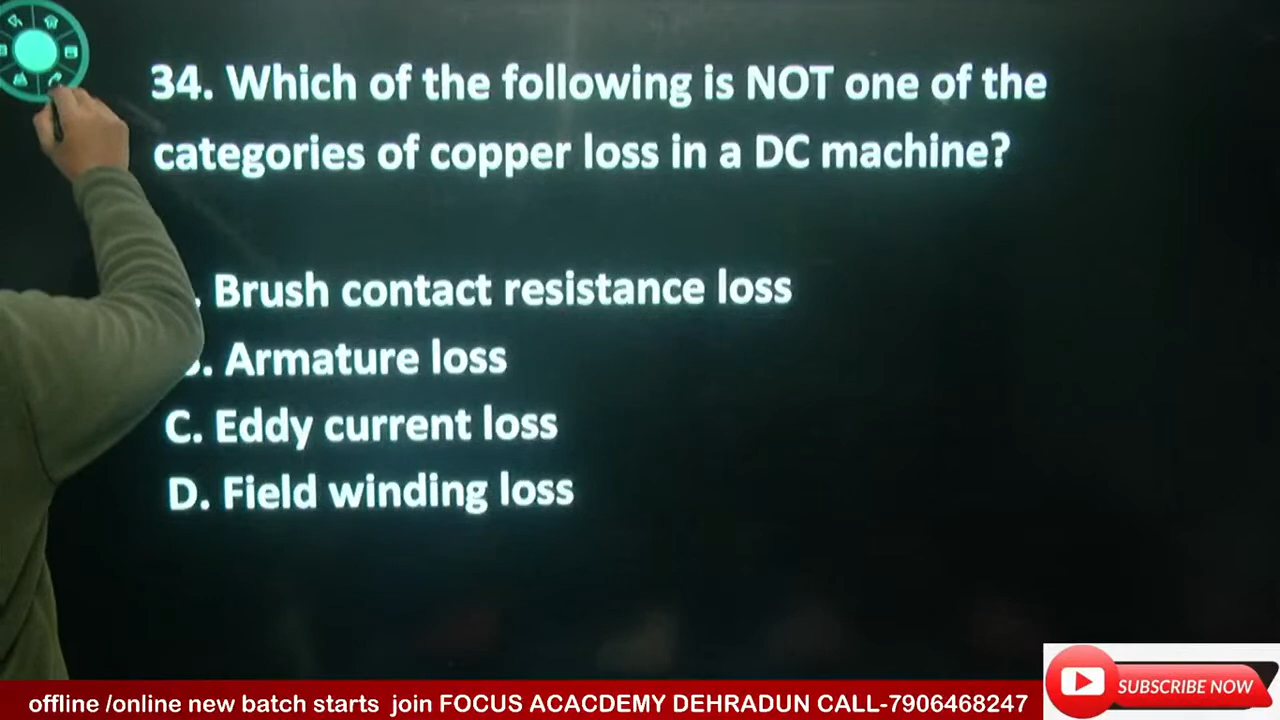 34. Which of the following is NOT one of the
categories of copper loss in a DC machine?
. Brush contact resistance loss
. Armature loss
C. Eddy current loss
D. Field winding loss
offline /online new batch starts join FOCUS ACACDEMY DEHRADUN CALL-7906468247
SUBSCRIBE NOW